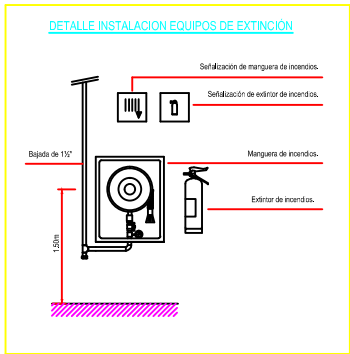 DETALLE INSTALACION EQUIPOS DE EXTINCIÓN
Señalización de manguera de incendios.
Señalización de extintor de incendios.
Bajada de 1½"
Manguera de incendios.
Extintor de incendios.
1.50m